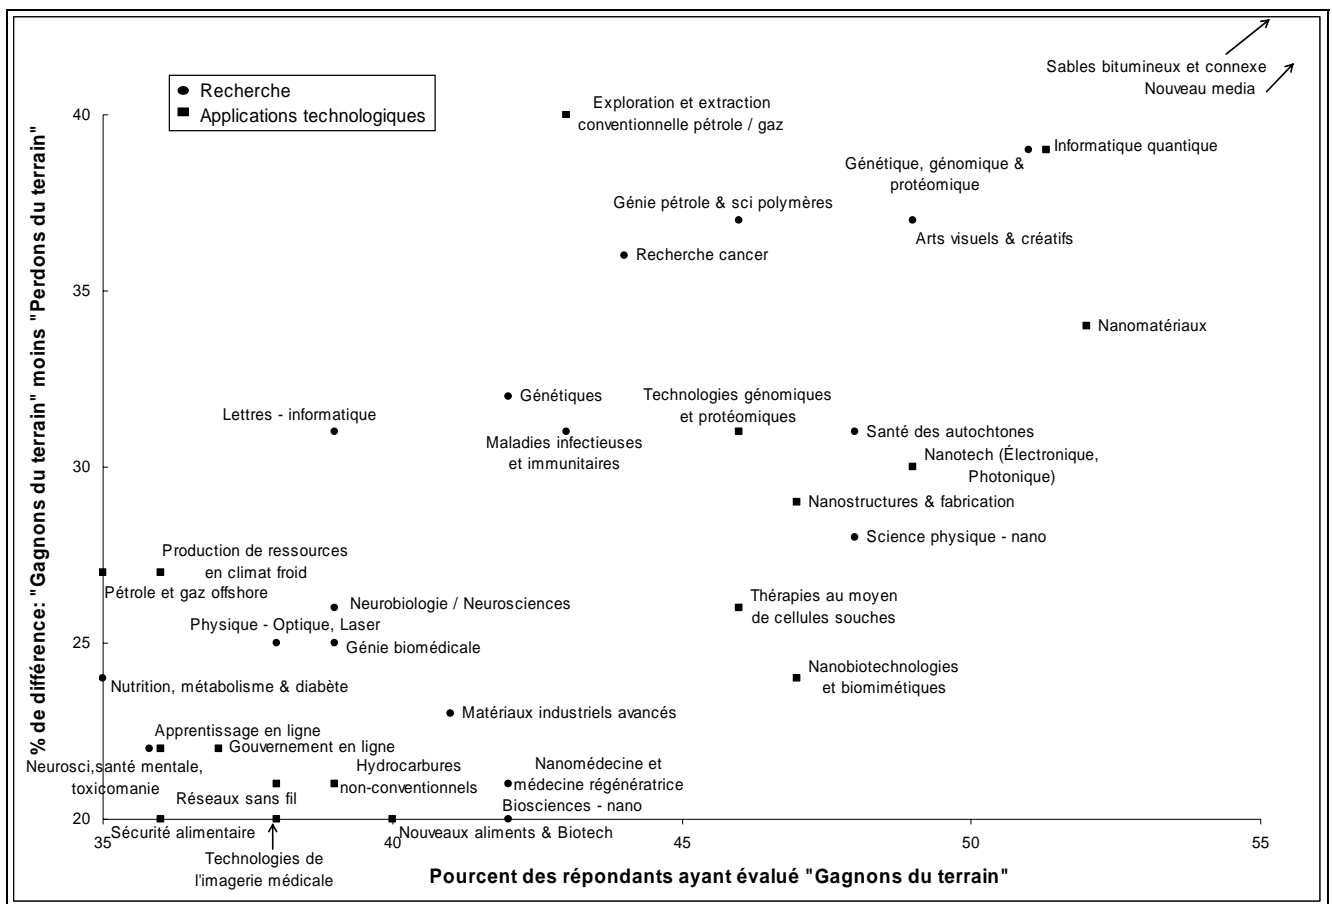 Sables bitumineux et connexe
Nouveau media
Recherche
Applications technologiques
% de différence: "Gagnons du terrain" moins "Perdons du terrain"
40
35
30
25
20
Exploration et extraction
conventionelle pétrole / gaz
Informatique quantique
Génétique, génomique &
protéomique
Génie pétrole & sci polymères
Arts visuels & créatifs
Recherche cancer
Nanomatériaux
Génétiques
Technologies génomiques
et protéomiques
Lettres - informatique
Maladies infectieuses
et immunitaires
Santé des autochtones
Nanotech (Électronique,
Photonique)
Nanostructures & fabrication
Science physique - nano
Production de ressources
en climat froid
Pétrole et gaz offshore
Neurobiologie / Neurosciences
Thérapies au moyen
de cellules souches
Physique - Optique, Laser
Génie biomédicale
Nanobiotechnologies
et biomimétiques
Nutrition, métabolisme & diabète
Matériaux industriels avancés
Apprentissage en ligne
Gouvernement en ligne
Neurosci,santé mentale,
toxicomanie
Hydrocarbures
non-conventionnels
Nanomédecine et
médecine régénératrice
Réseaux sans fil
Biosciences - nano
Sécurité alimentaire
Nouveaux aliments & Biotech
35
40
45
50
55
Technologies de
l'imagerie médicale
Pourcent des répondants ayant évalué "Gagnons du terrain"